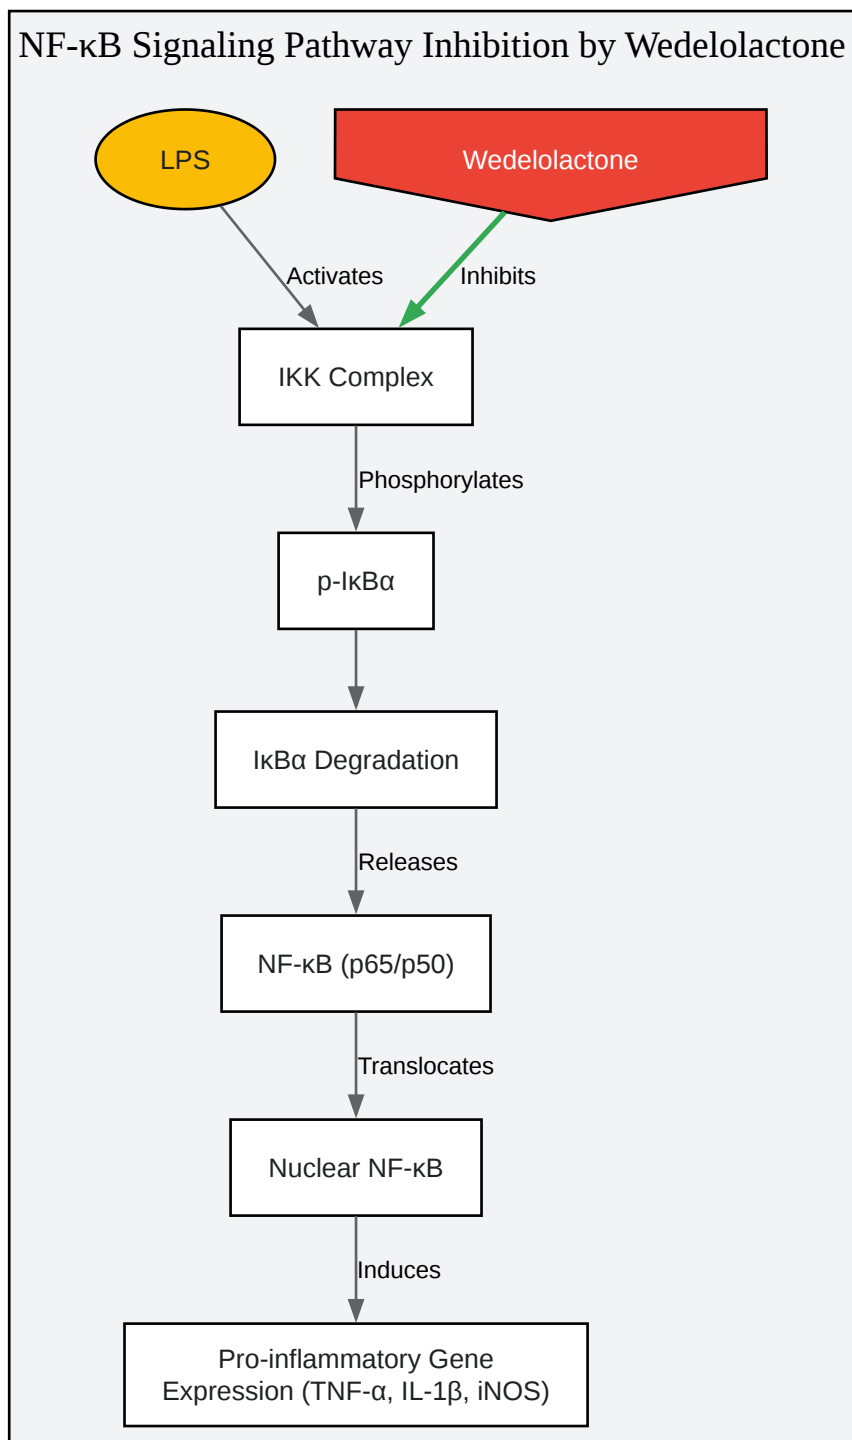 NF-κB Signaling Pathway Inhibition by Wedelolactone
LPS
Wedelolactone
Activates
Inhibits
IKK Complex
Phosphorylates
p-IκBα
IκBα Degradation
Releases
NF-κB (p65/p50)
Translocates
Nuclear NF-κB
Induces
Pro-inflammatory Gene
Expression (TNF-α, IL-1β, iNOS)